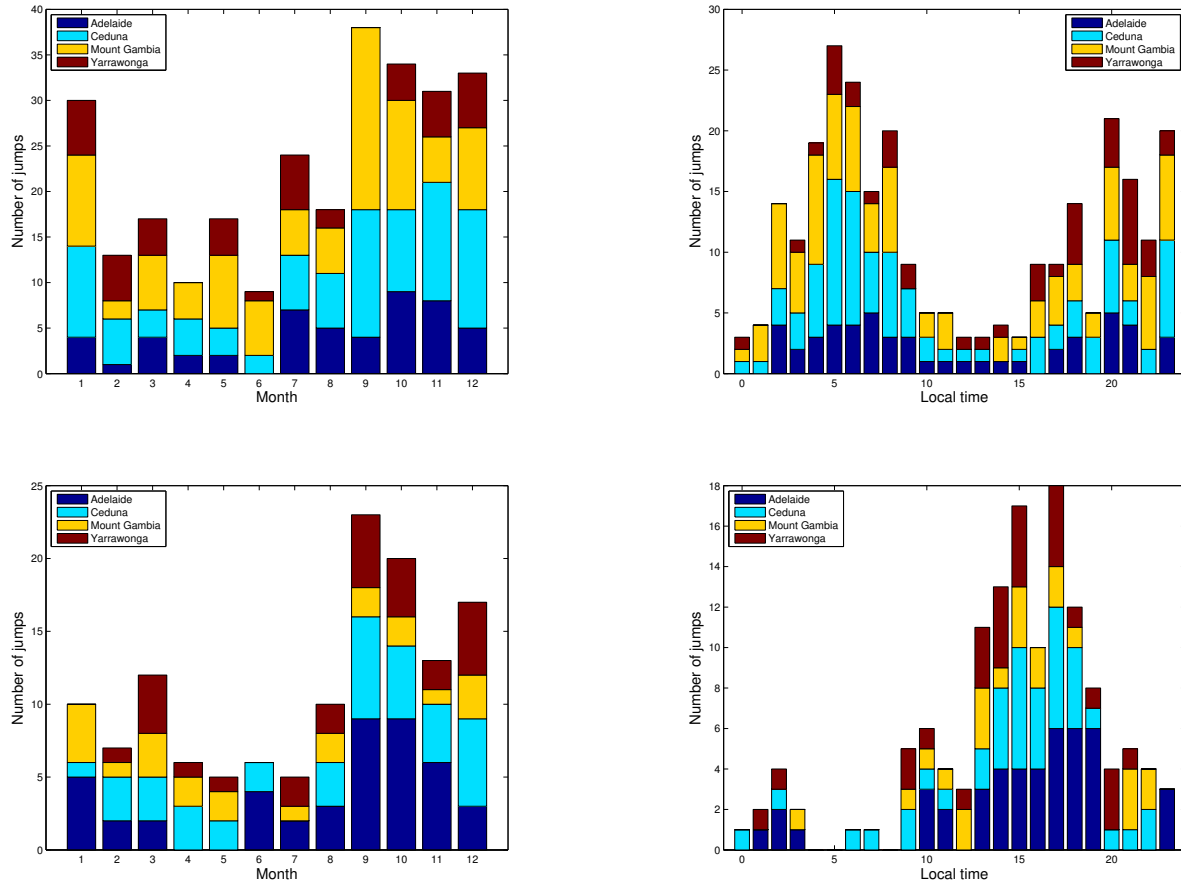 40
35
30
25
20
15
10
5
0
Number of jumps
Adelaide
Ceduna
Mount Gambia
Yarrawonga
1 2 3 4 5 6 7 8 9 10 11 12
Month
30
25
20
15
10
5
0
Number of jumps
Adelaide
Ceduna
Mount Gambia
Yarrawonga
0 5 10 15 20
Local time
25
20
15
10
5
0
Number of jumps
Adelaide
Ceduna
Mount Gambia
Yarrawonga
1 2 3 4 5 6 7 8 9 10 11 12
Month
18
16
14
12
10
8
6
4
2
0
Number of jumps
Adelaide
Ceduna
Mount Gambia
Yarrawonga
0 5 10 15 20
Local time